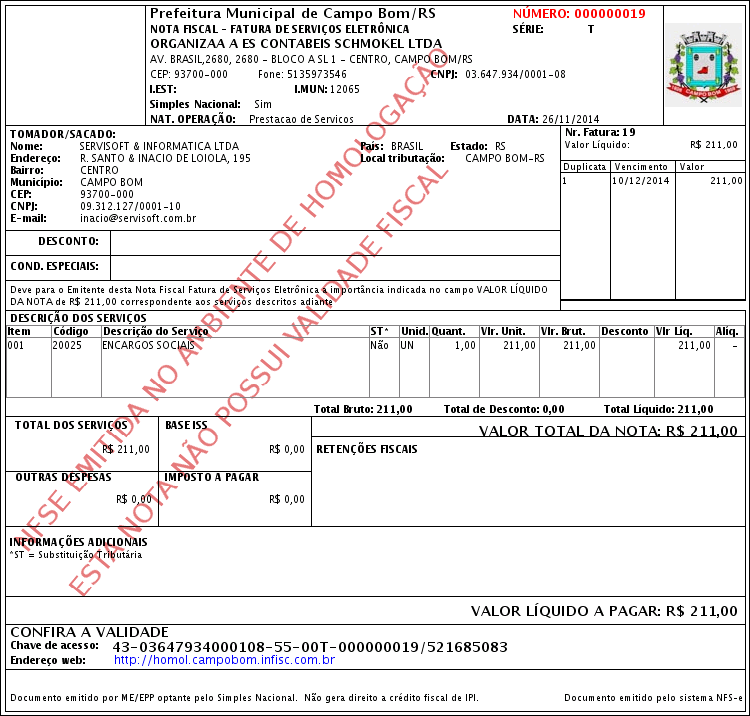 Prefeitura Municipal de Campo Bom/RS
NÚMERO: 000000019
NOTA FISCAL - FATURA DE SERVIÇOS ELETRÔNICA
SÉRIE: T
ORGANIZAA A ES CONTABEIS SCHMOKEL LTDA
AV. BRASIL,2680, 2680 - BLOCO A SL 1 - CENTRO, CAMPO BOM/RS
CEP: 93700-000 Fone: 5135973546 CNPJ: 03.647.934/0001-08
I.EST: I.MUN: 12065
Simples Nacional: Sim
NAT. OPERAÇÃO: Prestacao de Servicos DATA: 26/11/2014
CAMPO BOM
TOMADOR/SACADO:
Nome: SERVISOFT & INFORMATICA LTDA País: BRASIL Estado: RS
Endereço: R. SANTO & INACIO DE LOIOLA, 195 Local tributação: CAMPO BOM-RS
Bairro: CENTRO
Município: CAMPO BOM
CEP: 93700-000
CNPJ: 09.312.127/0001-10
E-mail: inacio@servisoft.com.br
Nr. Fatura: 19
Valor Líquido: R$ 211,00
Duplicata Vencimento Valor
1 10/12/2014 211,00
DESCONTO:
COND. ESPECIAIS:
Deve para o Emitente desta Nota Fiscal Fatura de Serviços Eletrônica a importância indicada no campo VALOR LÍQUIDO
DA NOTA de R$ 211,00 correspondente aos serviços descritos adiante
DESCRIÇÃO DOS SERVIÇOS
Item Código Descrição do Serviço ST* Unid. Quant. Vlr. Unit. Vlr. Brut. Desconto Vlr Liq. Alíq.
001 20025 ENCARGOS SOCIAIS Não UN 1,00 211,00 211,00 211,00 -
Total Bruto: 211,00 Total de Desconto: 0,00 Total Líquido: 211,00
TOTAL DOS SERVIÇOS BASE ISS
R$ 211,00 R$ 0,00
VALOR TOTAL DA NOTA: R$ 211,00
RETENÇÕES FISCAIS
OUTRAS DESPESAS IMPOSTO A PAGAR
R$ 0,00 R$ 0,00
INFORMAÇÕES ADICIONAIS
*ST = Substituição Tributária
VALOR LÍQUIDO A PAGAR: R$ 211,00
CONFIRA A VALIDADE
Chave de acesso: 43-03647934000108-55-00T-000000019/521685083
Endereço web: http://homol.campobom.infisc.com.br
Documento emitido por ME/EPP optante pelo Simples Nacional. Não gera direito a crédito fiscal de IPI. Documento emitido pelo sistema NFS-e
NFSE EMITIDA NO AMBIENTE DE HOMOLOGAÇÃO
ESTA NOTA NÃO POSSUI VALIDADE FISCAL